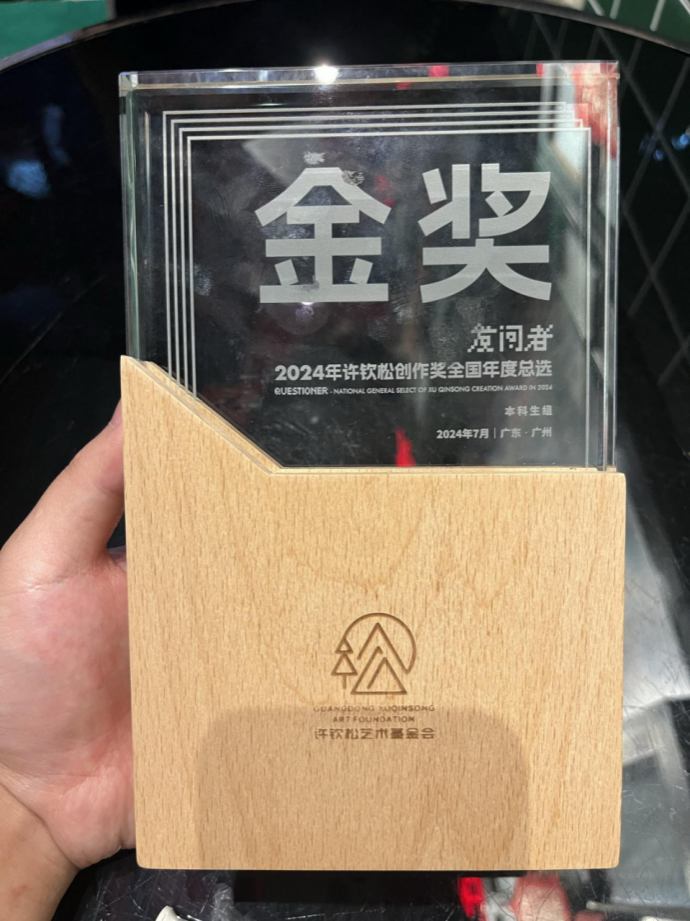 金奖
发问者
2024年许钦松创作奖全国年度总选
QUESTIONER - NATIONAL GENERAL SELECT OF XU QINSONG CREATION AWARD IN 2024
本科生组
2024年7月｜广东·广州
GUANGDONG XUQINSONG
ART FOUNDATION
许钦松艺术基金会